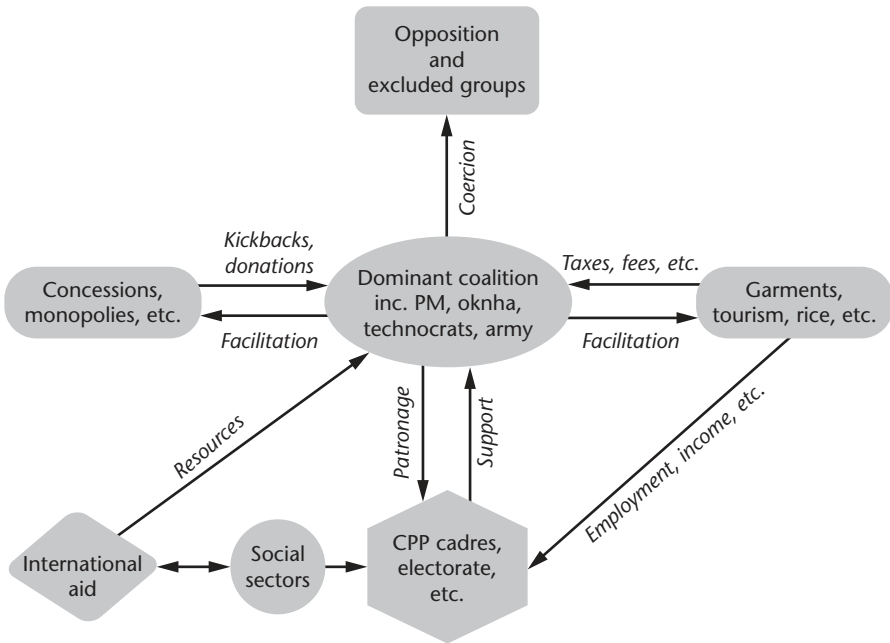 Opposition
and
excluded groups
Coercion
Kickbacks,
donations
Taxes, fees, etc.
Concessions,
monopolies, etc.
Dominant coalition
inc. PM, oknha,
technocrats, army
Garments,
tourism, rice, etc.
Facilitation
Facilitation
Resources
Patronage
Support
Employment, income, etc.
International
aid
Social
sectors
CPP cadres,
electorate,
etc.